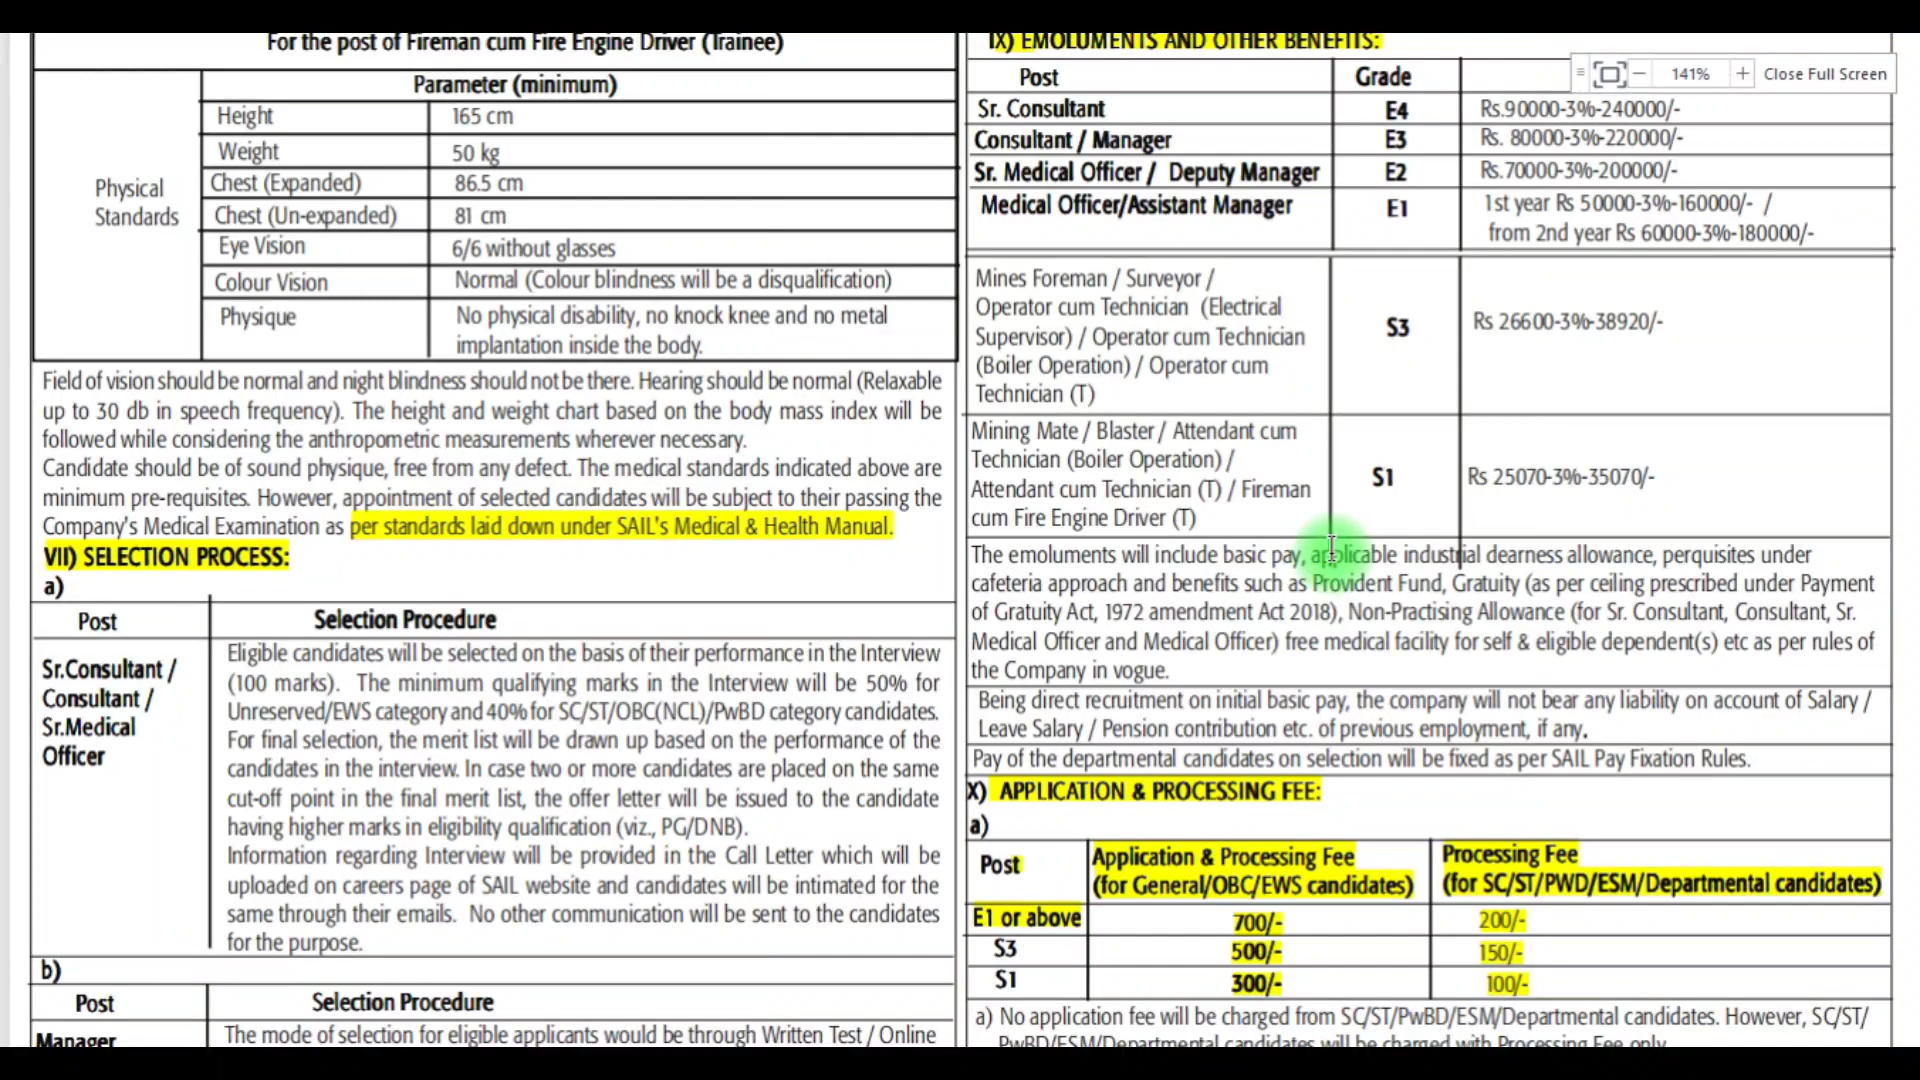 For the post of Fireman cum Fire Engine Driver (Trainee)
Parameter (minimum)
Physical
Standards
Height 165 cm
Weight 50 kg
Chest (Expanded) 86.5 cm
Chest (Un-expanded) 81 cm
Eye Vision 6/6 without glasses
Colour Vision Normal (Colour blindness will be a disqualification)
Physique No physical disability, no knock knee and no metal
implantation inside the body.
Field of vision should be normal and night blindness should not be there. Hearing should be normal (Relaxable
up to 30 db in speech frequency). The height and weight chart based on the body mass index will be
followed while considering the anthropometric measurements wherever necessary.
Candidate should be of sound physique, free from any defect. The medical standards indicated above are
minimum pre-requisites. However, appointment of selected candidates will be subject to their passing the
Company's Medical Examination as per standards laid down under SAIL's Medical & Health Manual.
VII) SELECTION PROCESS:
a)
Post Selection Procedure
Sr.Consultant /
Consultant /
Sr.Medical
Officer
Eligible candidates will be selected on the basis of their performance in the Interview
(100 marks). The minimum qualifying marks in the Interview will be 50% for
Unreserved/EWS category and 40% for SC/ST/OBC(NCL)/PwBD category candidates.
For final selection, the merit list will be drawn up based on the performance of the
candidates in the interview. In case two or more candidates are placed on the same
cut-off point in the final merit list, the offer letter will be issued to the candidate
having higher marks in eligibility qualification (viz., PG/DNB).
Information regarding Interview will be provided in the Call Letter which will be
uploaded on careers page of SAIL website and candidates will be intimated for the
same through their emails. No other communication will be sent to the candidates
for the purpose.
b)
Post Selection Procedure
Manager The mode of selection for eligible applicants would be through Written Test / Online
IX) EMOLUMENTS AND OTHER BENEFITS:
141% Close Full Screen
Post Grade
Sr. Consultant E4 Rs.90000-3%-240000/-
Consultant / Manager E3 Rs. 80000-3%-220000/-
Sr. Medical Officer / Deputy Manager E2 Rs.70000-3%-200000/-
Medical Officer/Assistant Manager E1 1st year Rs 50000-3%-160000/- /
from 2nd year Rs 60000-3%-180000/-
Mines Foreman / Surveyor /
Operator cum Technician (Electrical
Supervisor) / Operator cum Technician
(Boiler Operation) / Operator cum
Technician (T)
S3 Rs 26600-3%-38920/-
Mining Mate / Blaster / Attendant cum
Technician (Boiler Operation) /
Attendant cum Technician (T) / Fireman
cum Fire Engine Driver (T)
S1 Rs 25070-3%-35070/-
The emoluments will include basic pay, applicable industrial dearness allowance, perquisites under
cafeteria approach and benefits such as Provident Fund, Gratuity (as per ceiling prescribed under Payment
of Gratuity Act, 1972 amendment Act 2018), Non-Practising Allowance (for Sr. Consultant, Consultant, Sr.
Medical Officer and Medical Officer) free medical facility for self & eligible dependent(s) etc as per rules of
the Company in vogue.
Being direct recruitment on initial basic pay, the company will not bear any liability on account of Salary /
Leave Salary / Pension contribution etc. of previous employment, if any.
Pay of the departmental candidates on selection will be fixed as per SAIL Pay Fixation Rules.
X) APPLICATION & PROCESSING FEE:
a)
Post Application & Processing Fee Processing Fee
(for General/OBC/EWS candidates) (for SC/ST/PWD/ESM/Departmental candidates)
E1 or above 700/- 200/-
S3 500/- 150/-
S1 300/- 100/-
a) No application fee will be charged from SC/ST/PwBD/ESM/Departmental candidates. However, SC/ST/
PwBD/ESM/Departmental candidates will be charged with Processing Fee only.